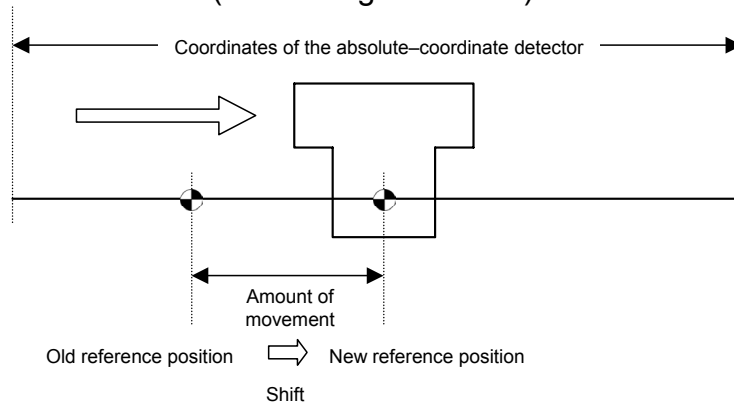 Coordinates of the absolute–coordinate detector
Amount of
movement
Old reference position
New reference position
Shift